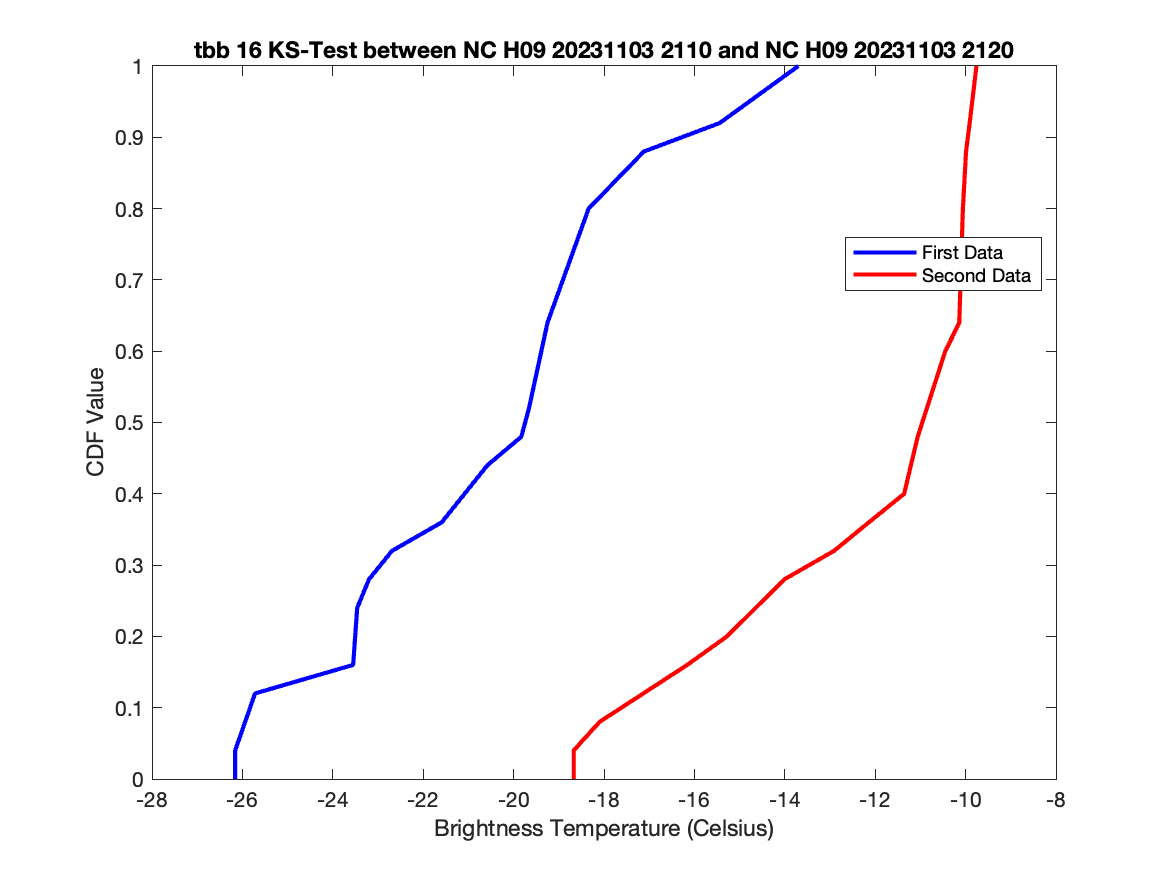 tbb 16 KS-Test between NC H09 20231103 2110 and NC H09 20231103 2120
1
0.9
0.8
0.7
0.6
0.5
0.4
0.3
0.2
0.1
0
CDF Value
First Data
Second Data
-28 -26 -24 -22 -20 -18 -16 -14 -12 -10 -8
Brightness Temperature (Celsius)